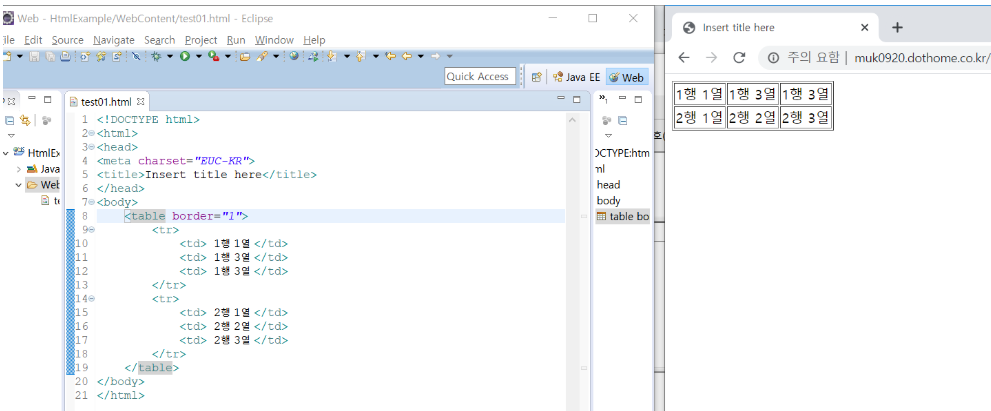 Web - HtmlExample/WebContent/test01.html - Eclipse
File Edit Source Navigate Search Project Run Window Help
Quick Access
Java EE
Web
test01.html
HtmlEx
Java
Web
te
1 <!DOCTYPE html>
2 <html>
3 <head>
4 <meta charset="EUC-KR">
5 <title>Insert title here</title>
6 </head>
7 <body>
8 <table border="1">
9 <tr>
10 <td> 1행 1열 </td>
11 <td> 1행 3열 </td>
12 <td> 1행 3열 </td>
13 </tr>
14 <tr>
15 <td> 2행 1열 </td>
16 <td> 2행 2열 </td>
17 <td> 2행 3열 </td>
18 </tr>
19 </table>
20 </body>
21 </html>
OCTYPE:htm
ml
head
body
table bo
Insert title here
주의 요함 | muk0920.dothome.co.kr/
1행 1열 1행 3열 1행 3열
2행 1열 2행 2열 2행 3열